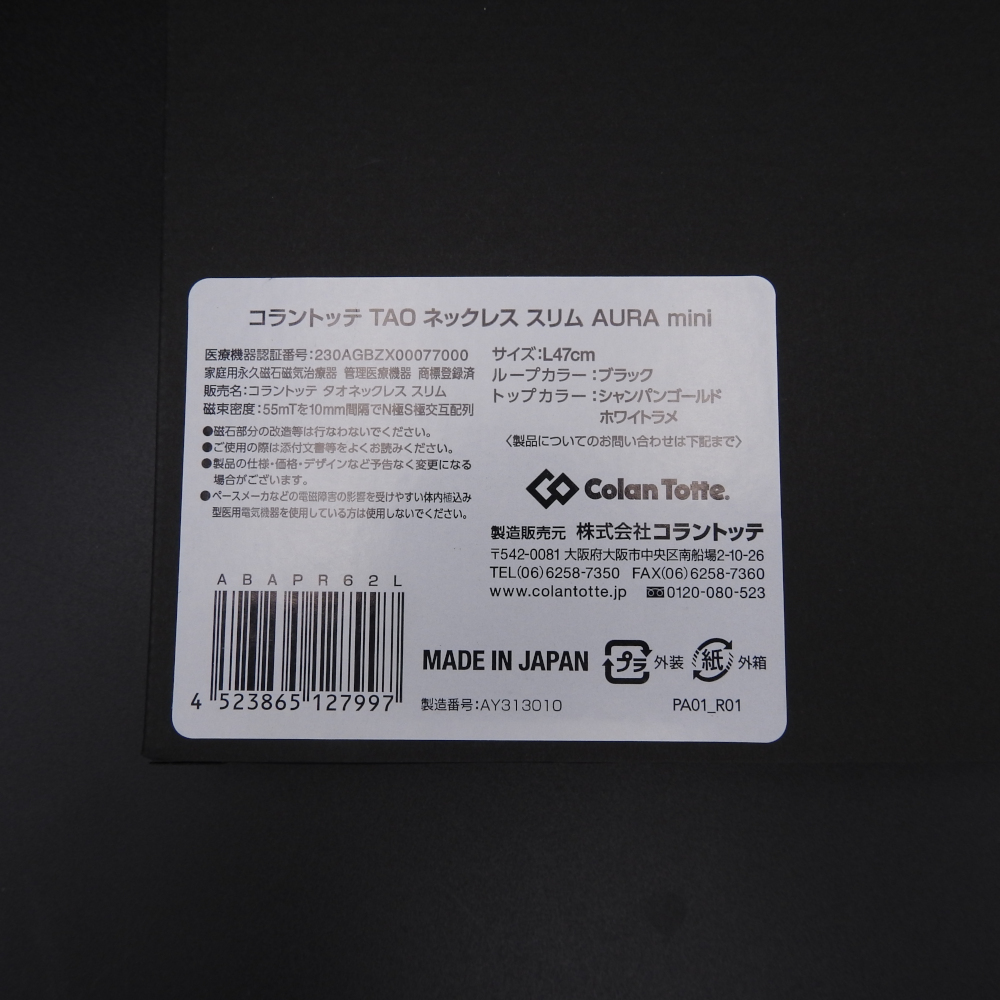 コラントッテ TAO ネックレス スリム AURA mini
医療機器認証番号:230AGBZX00077000
家庭用永久磁石磁気治療器 管理医療機器 商標登録済
販売名:コラントッテ タオネックレス スリム
磁束密度:55mTを10mm間隔でN極S極交互配列
●磁石部分の改造等は行なわないでください。
●ご使用の際は添付文書等をよくお読みください。
●製品の仕様・価格・デザインなど予告なく変更になる
場合がございます。
●ペースメーカなどの電磁障害の影響を受けやすい体内植込み
型医用電気機器を使用している方は使用しないでください。
サイズ:L47cm
ループカラー:ブラック
トップカラー:シャンパンゴールド
ホワイトラメ
〈製品についてのお問い合わせは下記まで〉
Colan Totte.
製造販売元 株式会社コラントッテ
〒542-0081 大阪府大阪市中央区南船場2-10-26
TEL(06)6258-7350 FAX(06)6258-7360
www.colantotte.jp 0120-080-523
ABAPR62L
4 523865 127997
MADE IN JAPAN プラ 外装 紙 外箱
製造番号:AY313010 PA01_R01